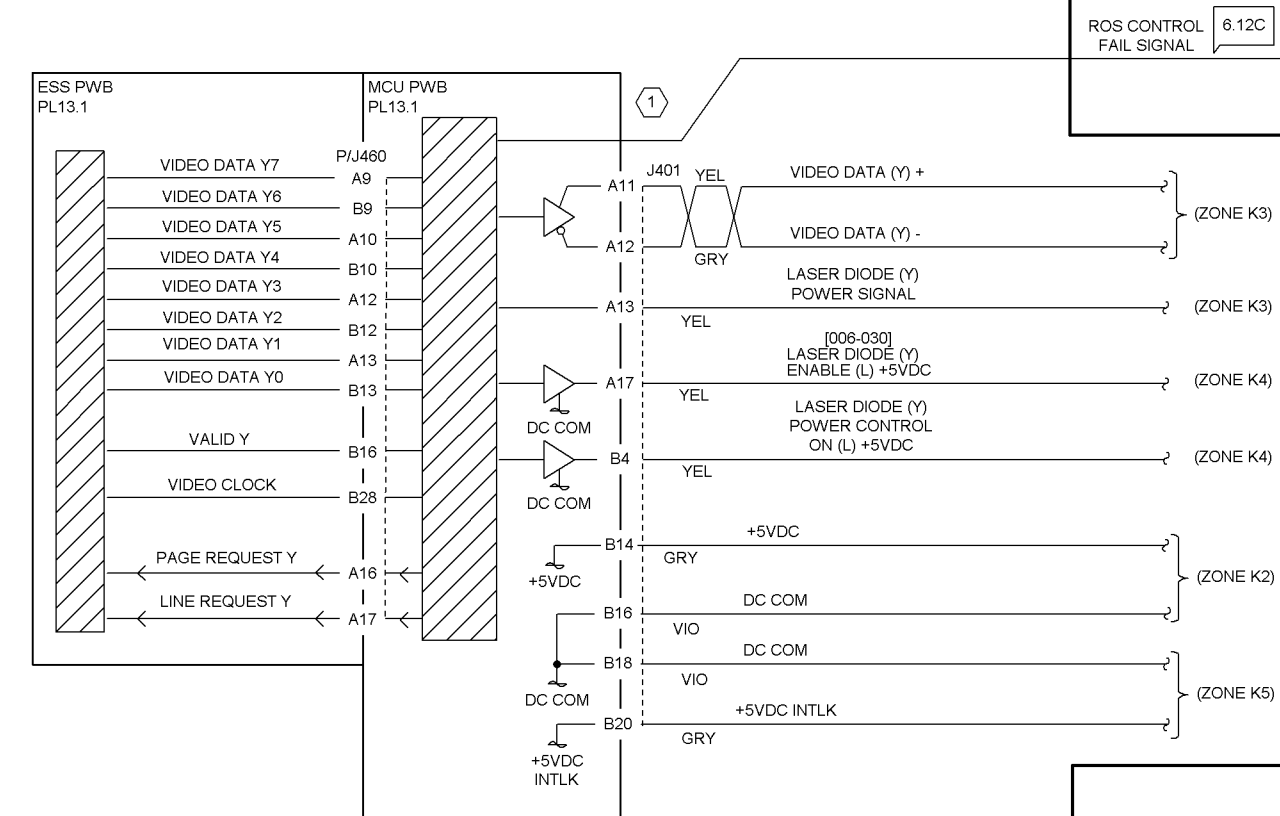 ROS CONTROL
FAIL SIGNAL
6.12C
ESS PWB
PL13.1
MCU PWB
PL13.1
1
P/J460
VIDEO DATA Y7
A9
VIDEO DATA Y6
B9
VIDEO DATA Y5
A10
VIDEO DATA Y4
B10
VIDEO DATA Y3
A12
VIDEO DATA Y2
B12
VIDEO DATA Y1
A13
VIDEO DATA Y0
B13
VALID Y
B16
VIDEO CLOCK
B28
PAGE REQUEST Y
A16
LINE REQUEST Y
A17
J401
A11
YEL
VIDEO DATA (Y) +
A12
GRY
VIDEO DATA (Y) -
(ZONE K3)
LASER DIODE (Y)
POWER SIGNAL
A13
YEL
(ZONE K3)
[006-030]
LASER DIODE (Y)
ENABLE (L) +5VDC
A17
YEL
(ZONE K4)
DC COM
LASER DIODE (Y)
POWER CONTROL
ON (L) +5VDC
B4
YEL
(ZONE K4)
DC COM
+5VDC
B14
GRY
+5VDC
(ZONE K2)
DC COM
B16
VIO
DC COM
B18
VIO
DC COM
(ZONE K5)
+5VDC INTLK
B20
GRY
+5VDC
INTLK